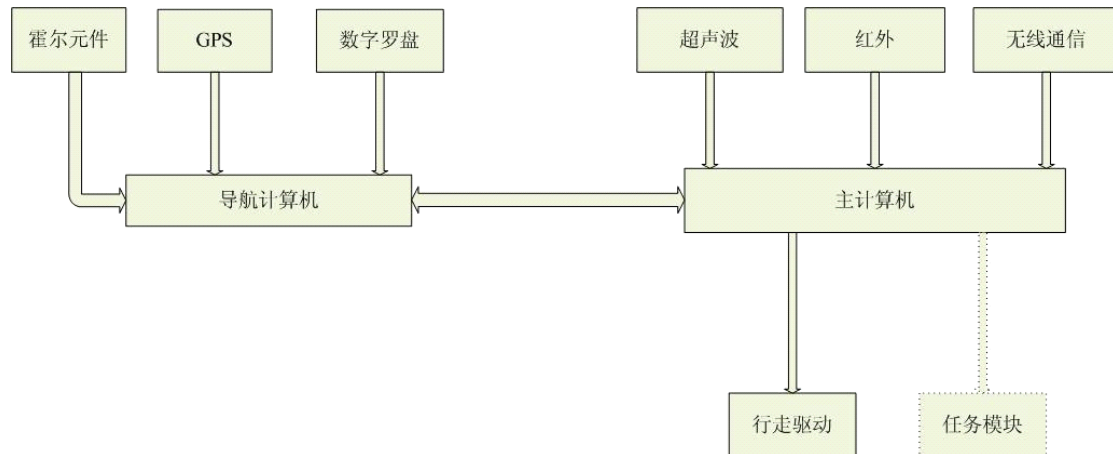 霍尔元件
GPS
数字罗盘
超声波
红外
无线通信
导航计算机
主计算机
行走驱动
任务模块